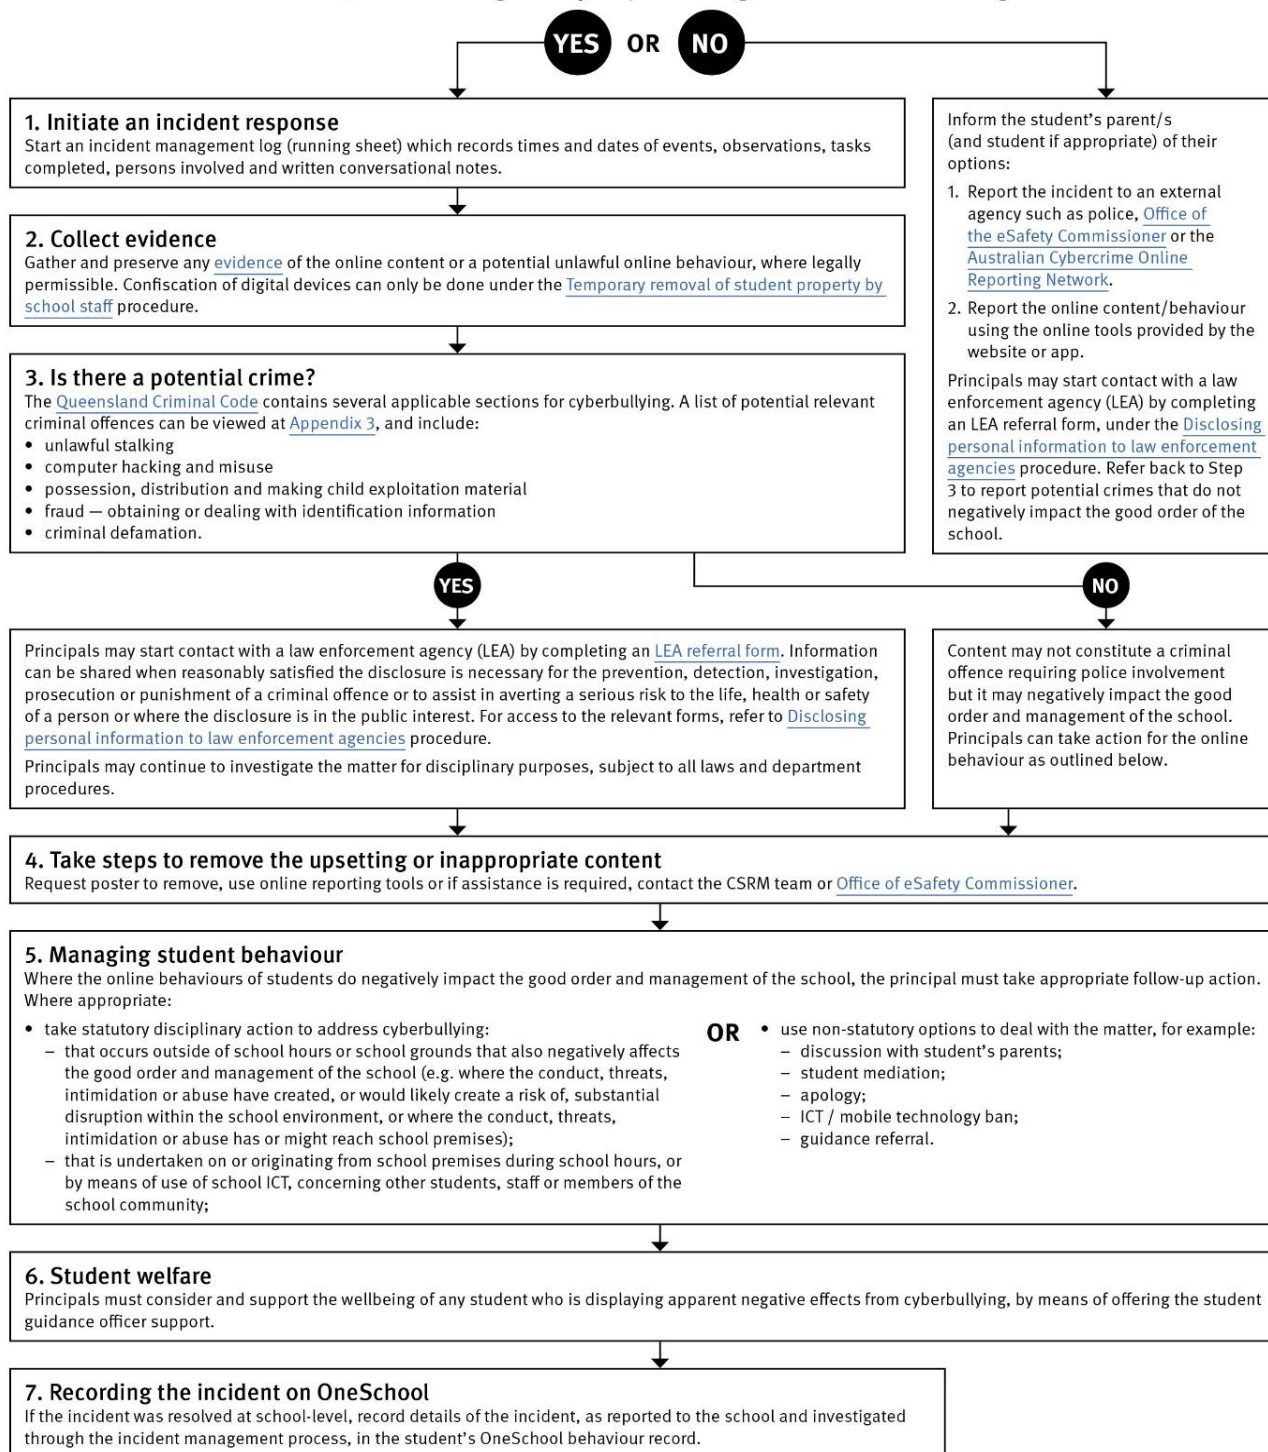 YES OR NO
1. Initiate an incident response
Start an incident management log (running sheet) which records times and dates of events, observations, tasks
completed, persons involved and written conversational notes.
2. Collect evidence
Gather and preserve any evidence of the online content or a potential unlawful online behaviour, where legally
permissible. Confiscation of digital devices can only be done under the Temporary removal of student property by
school staff procedure.
3. Is there a potential crime?
The Queensland Criminal Code contains several applicable sections for cyberbullying. A list of potential relevant
criminal offences can be viewed at Appendix 3, and include:
• unlawful stalking
• computer hacking and misuse
• possession, distribution and making child exploitation material
• fraud — obtaining or dealing with identification information
• criminal defamation.
Inform the student's parent/s
(and student if appropriate) of their
options:
1. Report the incident to an external
agency such as police, Office of
the eSafety Commissioner or the
Australian Cybercrime Online
Reporting Network.
2. Report the online content/behaviour
using the online tools provided by the
website or app.
Principals may start contact with a law
enforcement agency (LEA) by completing
an LEA referral form, under the Disclosing
personal information to law enforcement
agencies procedure. Refer back to Step
3 to report potential crimes that do not
negatively impact the good order of the
school.
YES
NO
Principals may start contact with a law enforcement agency (LEA) by completing an LEA referral form. Information
can be shared when reasonably satisfied the disclosure is necessary for the prevention, detection, investigation,
prosecution or punishment of a criminal offence or to assist in averting a serious risk to the life, health or safety
of a person or where the disclosure is in the public interest. For access to the relevant forms, refer to Disclosing
personal information to law enforcement agencies procedure.
Principals may continue to investigate the matter for disciplinary purposes, subject to all laws and department
procedures.
Content may not constitute a criminal
offence requiring police involvement
but it may negatively impact the good
order and management of the school.
Principals can take action for the online
behaviour as outlined below.
4. Take steps to remove the upsetting or inappropriate content
Request poster to remove, use online reporting tools or if assistance is required, contact the CSRM team or Office of eSafety Commissioner.
5. Managing student behaviour
Where the online behaviours of students do negatively impact the good order and management of the school, the principal must take appropriate follow-up action.
Where appropriate:
• take statutory disciplinary action to address cyberbullying:
– that occurs outside of school hours or school grounds that also negatively affects
the good order and management of the school (e.g. where the conduct, threats,
intimidation or abuse have created, or would likely create a risk of, substantial
disruption within the school environment, or where the conduct, threats,
intimidation or abuse has or might reach school premises);
– that is undertaken on or originating from school premises during school hours, or
by means of use of school ICT, concerning other students, staff or members of the
school community;
OR
• use non-statutory options to deal with the matter, for example:
– discussion with student's parents;
– student mediation;
– apology;
– ICT / mobile technology ban;
– guidance referral.
6. Student welfare
Principals must consider and support the wellbeing of any student who is displaying apparent negative effects from cyberbullying, by means of offering the student
guidance officer support.
7. Recording the incident on OneSchool
If the incident was resolved at school-level, record details of the incident, as reported to the school and investigated
through the incident management process, in the student's OneSchool behaviour record.